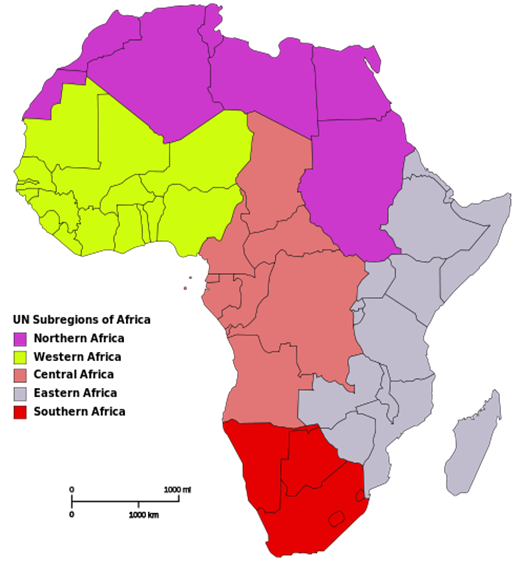 UN Subregions of Africa
Northern Africa
Western Africa
Central Africa
Eastern Africa
Southern Africa
0 1000 mi
0 1000 km